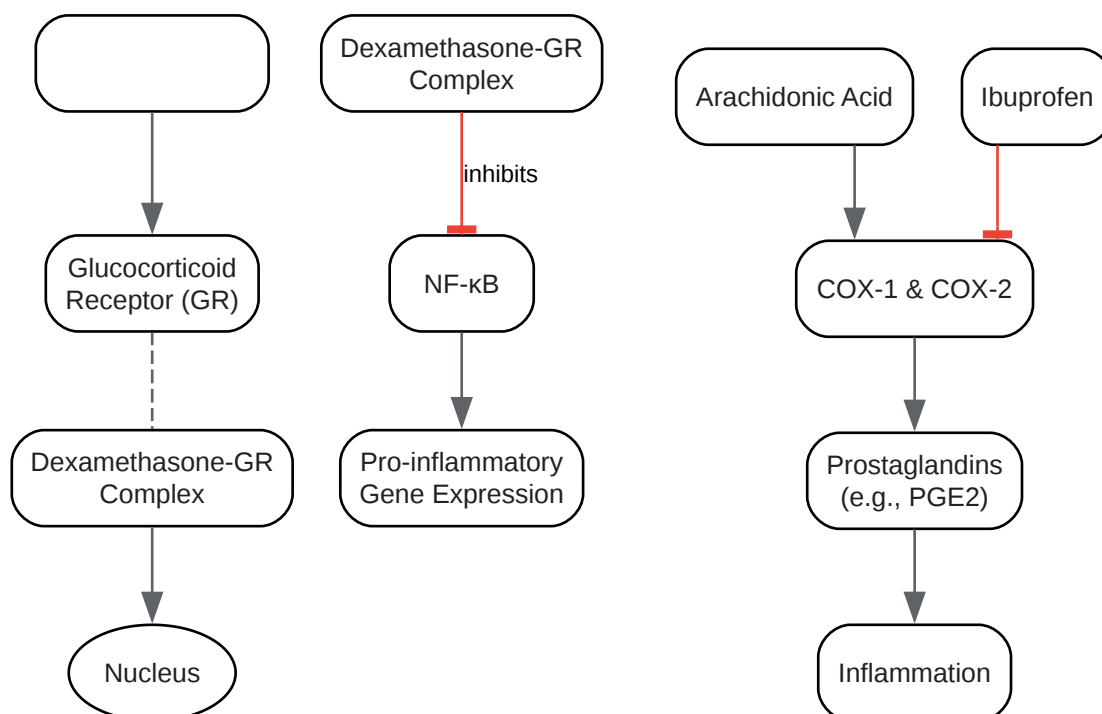 Glucocorticoid
Receptor (GR)
Dexamethasone-GR
Complex
Nucleus
Dexamethasone-GR
Complex
inhibits
NF-κB
Pro-inflammatory
Gene Expression
Arachidonic Acid
Ibuprofen
COX-1 & COX-2
Prostaglandins
(e.g., PGE2)
Inflammation